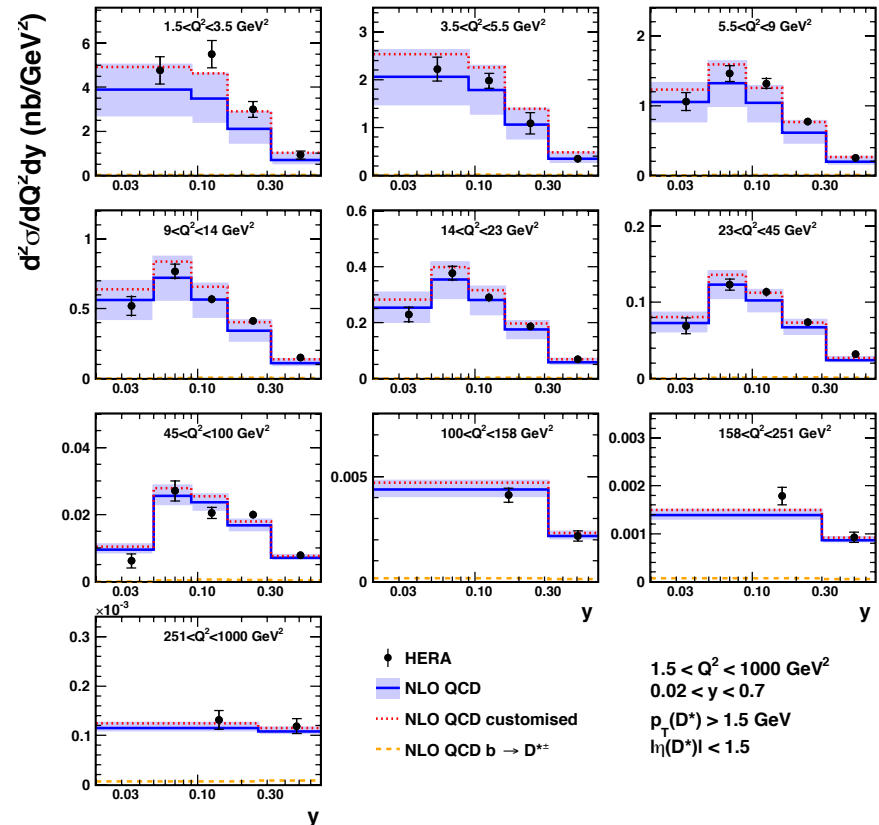 d²σ/dQ²dy (nb/GeV²)
1.5<Q²<3.5 GeV²
6
4
2
0
0.03 0.10 0.30
3.5<Q²<5.5 GeV²
3
2
1
0
0.03 0.10 0.30
5.5<Q²<9 GeV²
2
1.5
1
0.5
0
0.03 0.10 0.30
9<Q²<14 GeV²
1
0.5
0
0.03 0.10 0.30
14<Q²<23 GeV²
0.6
0.4
0.2
0
0.03 0.10 0.30
23<Q²<45 GeV²
0.2
0.1
0
0.03 0.10 0.30
45<Q²<100 GeV²
0.04
0.02
0
0.03 0.10 0.30
100<Q²<158 GeV²
0.005
0
0.03 0.10 0.30
y
158<Q²<251 GeV²
0.003
0.002
0.001
0
0.03 0.10 0.30
y
×10⁻³
251<Q²<1000 GeV²
0.3
0.2
0.1
0
0.03 0.10 0.30
y
HERA
NLO QCD
NLO QCD customised
NLO QCD b → D*±
1.5 < Q² < 1000 GeV²
0.02 < y < 0.7
p_T(D*) > 1.5 GeV
|η(D*)| < 1.5